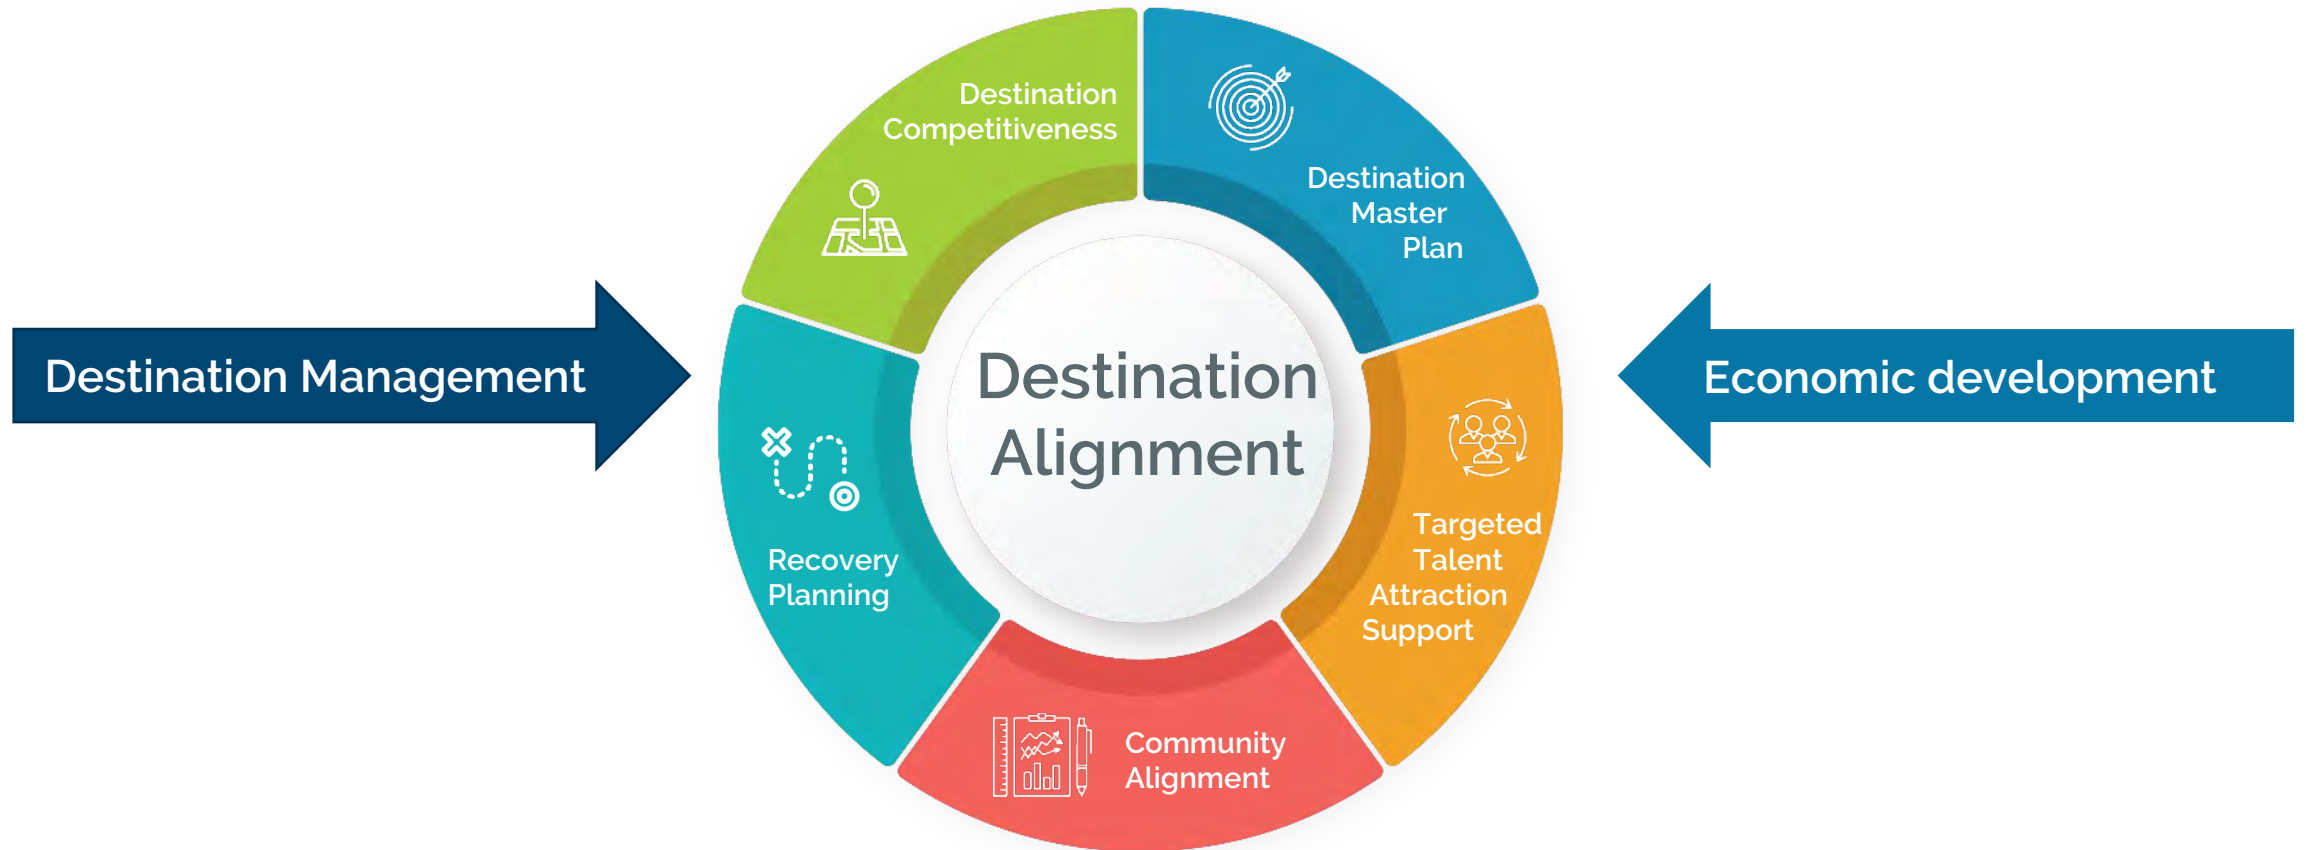 Destination
Competitiveness
Destination
Master
Plan
Destination Management
Destination
Alignment
Economic development
Targeted
Talent
Attraction
Support
Recovery
Planning
Community
Alignment